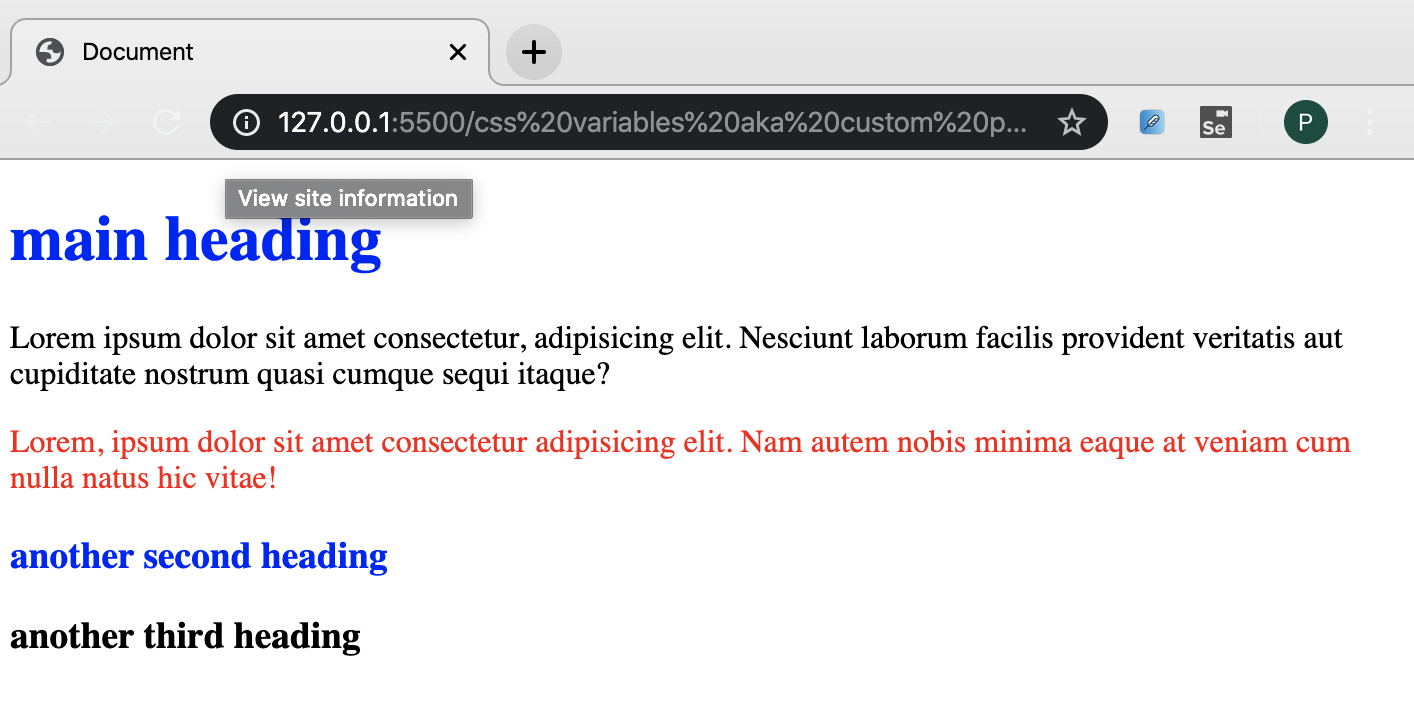 Document
127.0.0.1:5500/css%20variables%20aka%20custom%20p...
Se
P
View site information
main heading
Lorem ipsum dolor sit amet consectetur, adipisicing elit. Nesciunt laborum facilis provident veritatis aut
cupiditate nostrum quasi cumque sequi itaque?
Lorem, ipsum dolor sit amet consectetur adipisicing elit. Nam autem nobis minima eaque at veniam cum
nulla natus hic vitae!
another second heading
another third heading